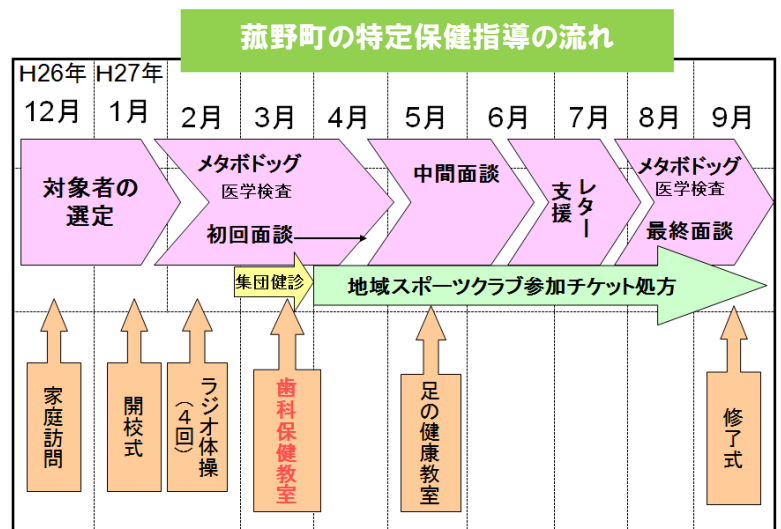 菰野町の特定保健指導の流れ
H26年
H27年
12月
1月
2月
3月
4月
5月
6月
7月
8月
9月
対象者の
選定
メタボドッグ
医学検査
初回面談
中間面談
レター
支援
メタボドッグ
医学検査
最終面談
集団健診
地域スポーツクラブ参加チケット処方
家庭訪問
開校式
ラジオ体操
（４回）
歯科保健教室
足の健康教室
修了式